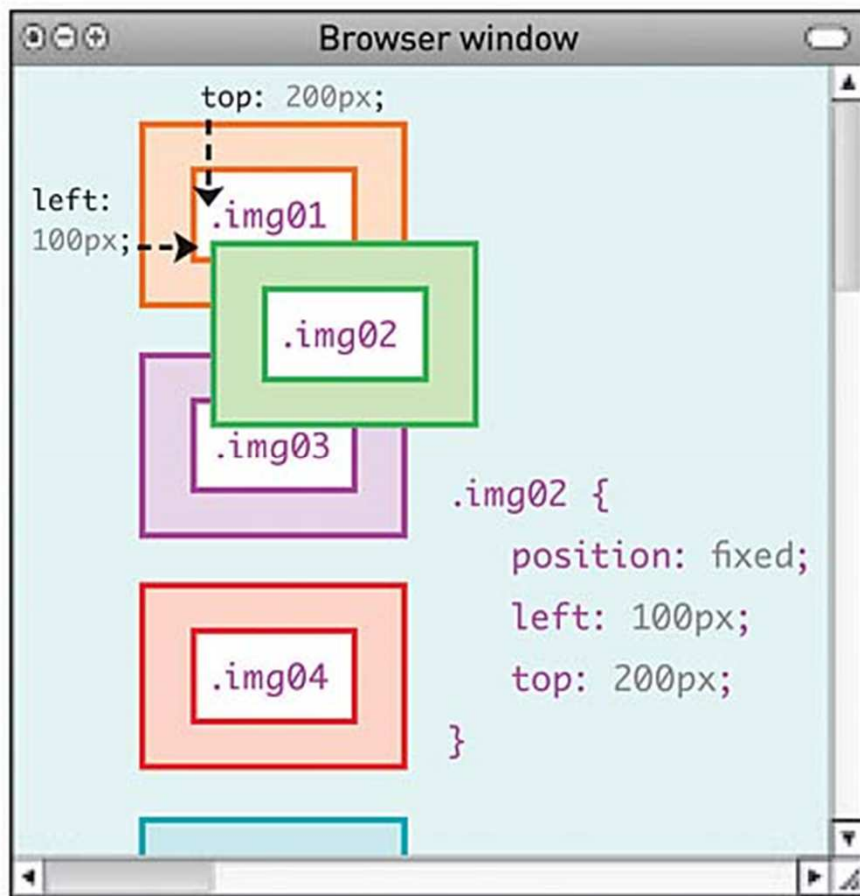 Browser window
top: 200px;
left:
100px;
.img01
.img02
.img03
.img02 {
position: fixed;
left: 100px;
top: 200px;
}
.img04